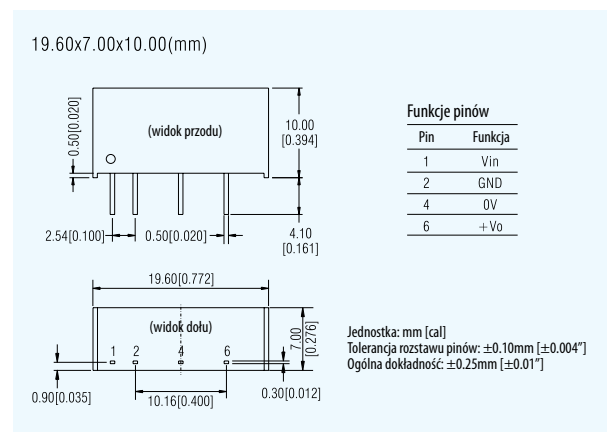 19.60x7.00x10.00(mm)
0.50[0.020]
(widok przodu)
10.00
[0.394]
2.54[0.100]
0.50[0.020]
4.10
[0.161]
Funkcje pinów
Pin Funkcja
1 Vin
2 GND
4 0V
6 +Vo
19.60[0.772]
(widok dołu)
7.00
[0.276]
1 2 4 6
0.90[0.035]
10.16[0.400]
0.30[0.012]
Jednostka: mm [cal]
Tolerancja rozstawu pinów: ±0.10mm [±0.004"]
Ogólna dokładność: ±0.25mm [±0.01"]